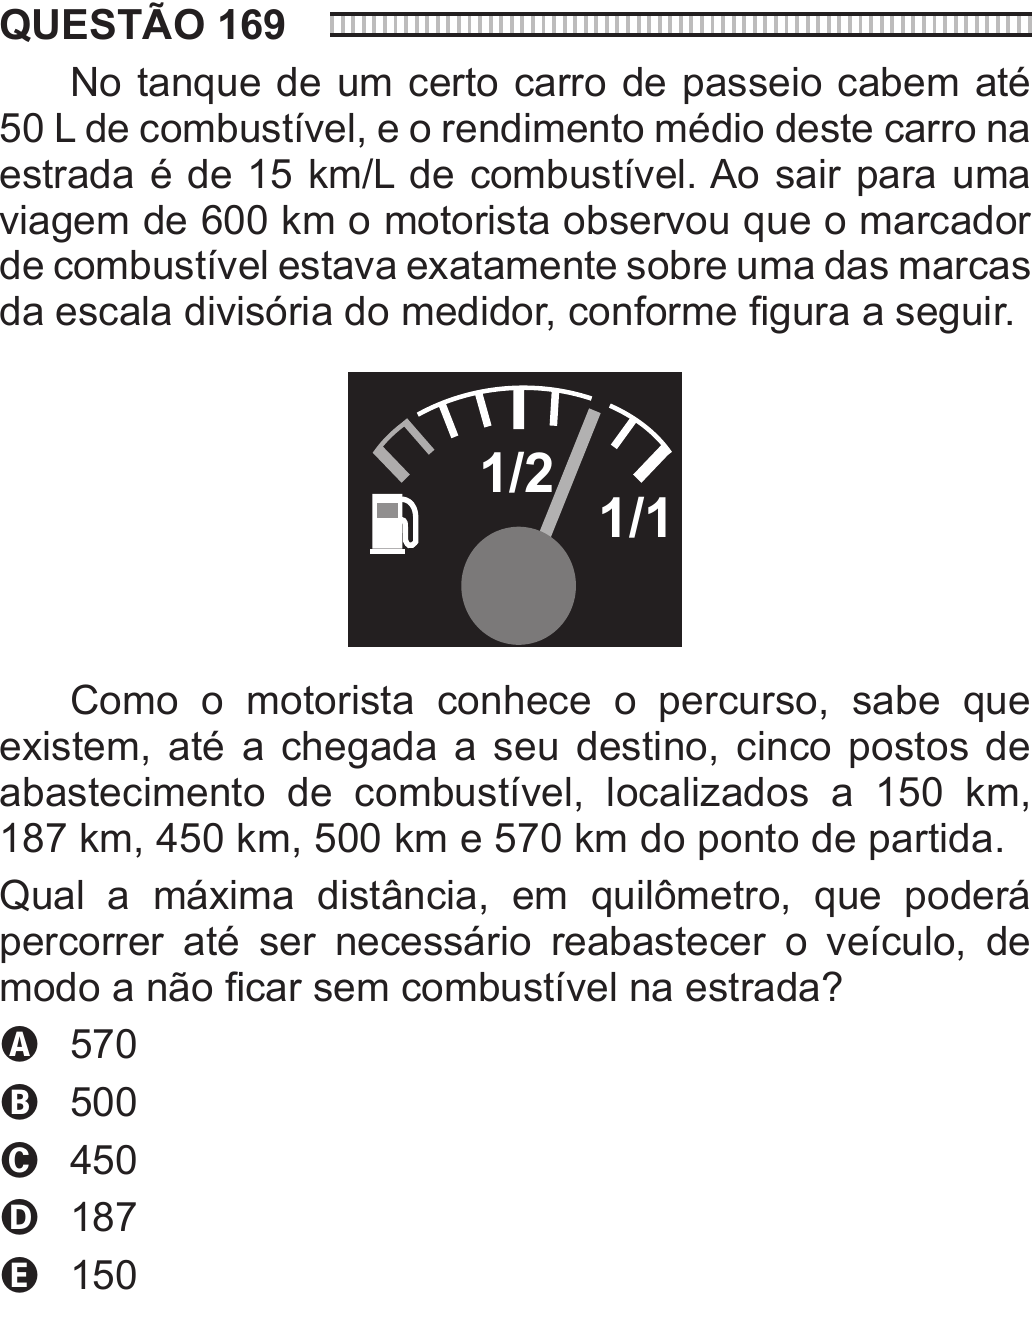 QUESTÃO 169
No tanque de um certo carro de passeio cabem até
50 L de combustível, e o rendimento médio deste carro na
estrada é de 15 km/L de combustível. Ao sair para uma
viagem de 600 km o motorista observou que o marcador
de combustível estava exatamente sobre uma das marcas
da escala divisória do medidor, conforme figura a seguir.
1/2
1/1
Como o motorista conhece o percurso, sabe que
existem, até a chegada a seu destino, cinco postos de
abastecimento de combustível, localizados a 150 km,
187 km, 450 km, 500 km e 570 km do ponto de partida.
Qual a máxima distância, em quilômetro, que poderá
percorrer até ser necessário reabastecer o veículo, de
modo a não ficar sem combustível na estrada?
A 570
B 500
C 450
D 187
E 150